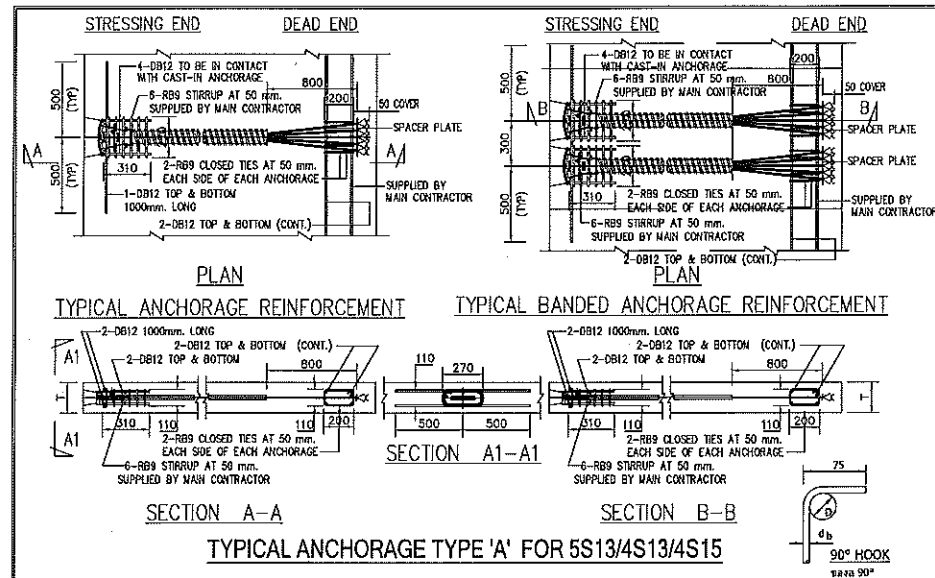 STRESSING END
DEAD END
4-DB12 TO BE IN CONTACT
WITH CAST-IN ANCHORAGE
6-RB9 STIRRUP AT 50 mm.
SUPPLIED BY MAIN CONTRACTOR
800
200
50 COVER
SPACER PLATE
500
(TYP)
500
(TYP)
A
A
310
2-RB9 CLOSED TIES AT 50 mm.
EACH SIDE OF EACH ANCHORAGE
1-DB12 TOP & BOTTOM
1000mm. LONG
SUPPLIED BY
MAIN CONTRACTOR
2-DB12 TOP & BOTTOM (CONT.)
PLAN
TYPICAL ANCHORAGE REINFORCEMENT
STRESSING END
DEAD END
4-DB12 TO BE IN CONTACT
WITH CAST-IN ANCHORAGE
6-RB9 STIRRUP AT 50 mm.
SUPPLIED BY MAIN CONTRACTOR
800
200
50 COVER
500
(TYP)
300
500
(TYP)
B
B
SPACER PLATE
SPACER PLATE
310
2-RB9 CLOSED TIES AT 50 mm.
EACH SIDE OF EACH ANCHORAGE
6-RB9 STIRRUP AT 50 mm.
SUPPLIED BY MAIN CONTRACTOR
SUPPLIED BY
MAIN CONTRACTOR
2-DB12 TOP & BOTTOM (CONT.)
PLAN
TYPICAL BANDED ANCHORAGE REINFORCEMENT
2-DB12 1000mm. LONG
2-DB12 TOP & BOTTOM (CONT.)
2-DB12 TOP & BOTTOM
800
A1
A1
T
310
110
110
200
2-RB9 CLOSED TIES AT 50 mm.
EACH SIDE OF EACH ANCHORAGE
6-RB9 STIRRUP AT 50 mm.
SUPPLIED BY MAIN CONTRACTOR
SECTION A-A
110
270
500
500
SECTION A1-A1
2-DB12 1000mm. LONG
2-DB12 TOP & BOTTOM (CONT.)
2-DB12 TOP & BOTTOM
800
T
310
110
110
200
2-RB9 CLOSED TIES AT 50 mm.
EACH SIDE OF EACH ANCHORAGE
6-RB9 STIRRUP AT 50 mm.
SUPPLIED BY MAIN CONTRACTOR
SECTION B-B
75
D
db
90° HOOK
ของอ 90°
TYPICAL ANCHORAGE TYPE 'A' FOR 5S13/4S13/4S15